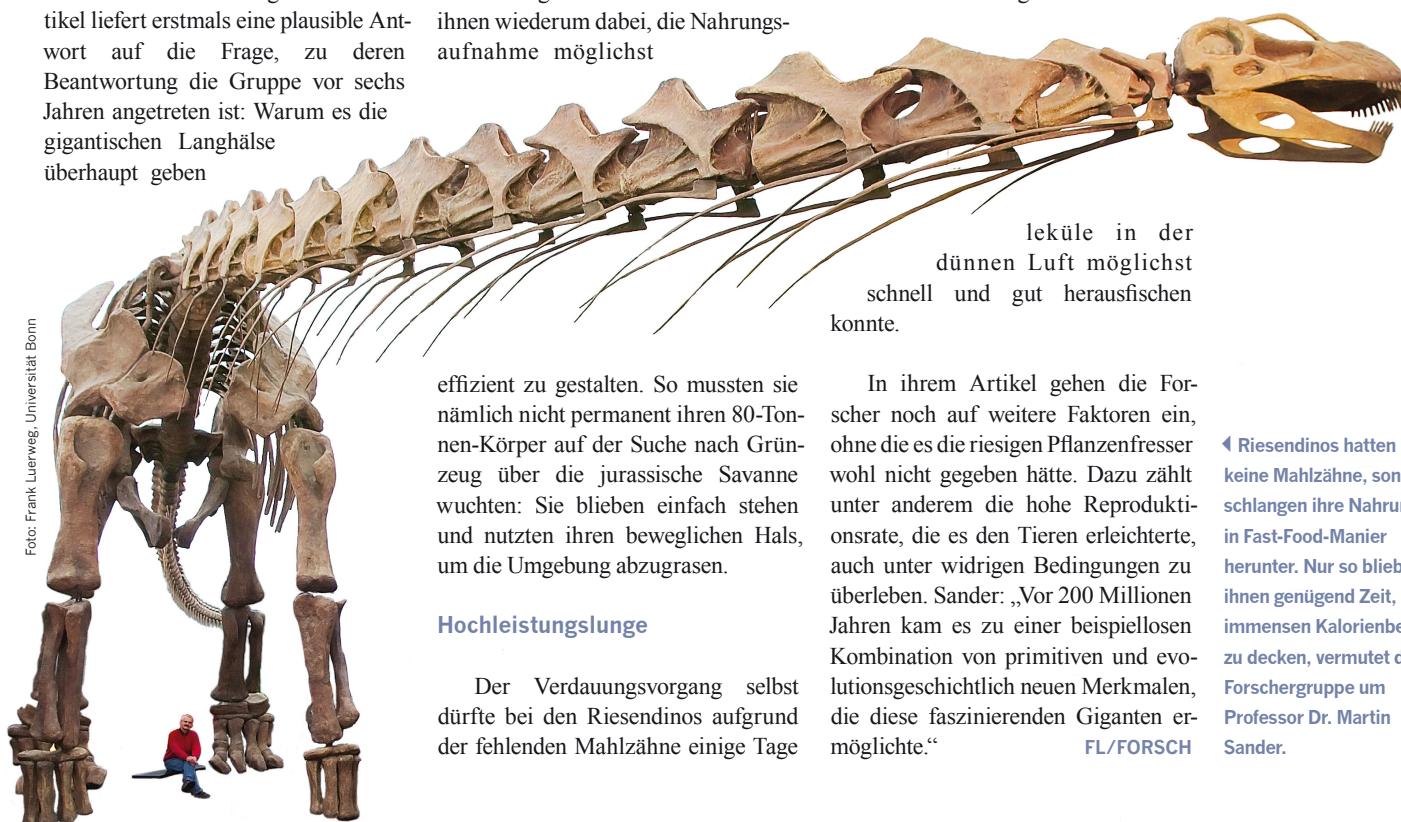 tikel liefert erstmals eine plausible Ant-
wort auf die Frage, zu deren
Beantwortung die Gruppe vor sechs
Jahren angetreten ist: Warum es die
gigantischen Langhälse
überhaupt geben
ihnen wiederum dabei, die Nahrungs-
aufnahme möglichst
effizient zu gestalten. So mussten sie
nämlich nicht permanent ihren 80-Ton-
nen-Körper auf der Suche nach Grün-
zeug über die jurassische Savanne
wuchten: Sie blieben einfach stehen
und nutzten ihren beweglichen Hals,
um die Umgebung abzugrasen.
Hochleistungslunge
Der Verdauungsvorgang selbst
dürfte bei den Riesendinos aufgrund
der fehlenden Mahlzähne einige Tage
leküle in der
dünnen Luft möglichst
schnell und gut herausfischen
konnte.
In ihrem Artikel gehen die For-
scher noch auf weitere Faktoren ein,
ohne die es die riesigen Pflanzenfresser
wohl nicht gegeben hätte. Dazu zählt
unter anderem die hohe Reprodukti-
onsrate, die es den Tieren erleichterte,
auch unter widrigen Bedingungen zu
überleben. Sander: „Vor 200 Millionen
Jahren kam es zu einer beispiellosen
Kombination von primitiven und evo-
lutionsgeschichtlich neuen Merkmalen,
die diese faszinierenden Giganten er-
möglichte.“ FL/FORSCH
◀ Riesendinos hatten
keine Mahlzähne, son
schlangen ihre Nahru
in Fast-Food-Manier
herunter. Nur so blieb
ihnen genügend Zeit,
immensen Kalorienbe
zu decken, vermutet d
Forschergruppe um
Professor Dr. Martin
Sander.
Foto: Frank Luerweg, Universität Bonn